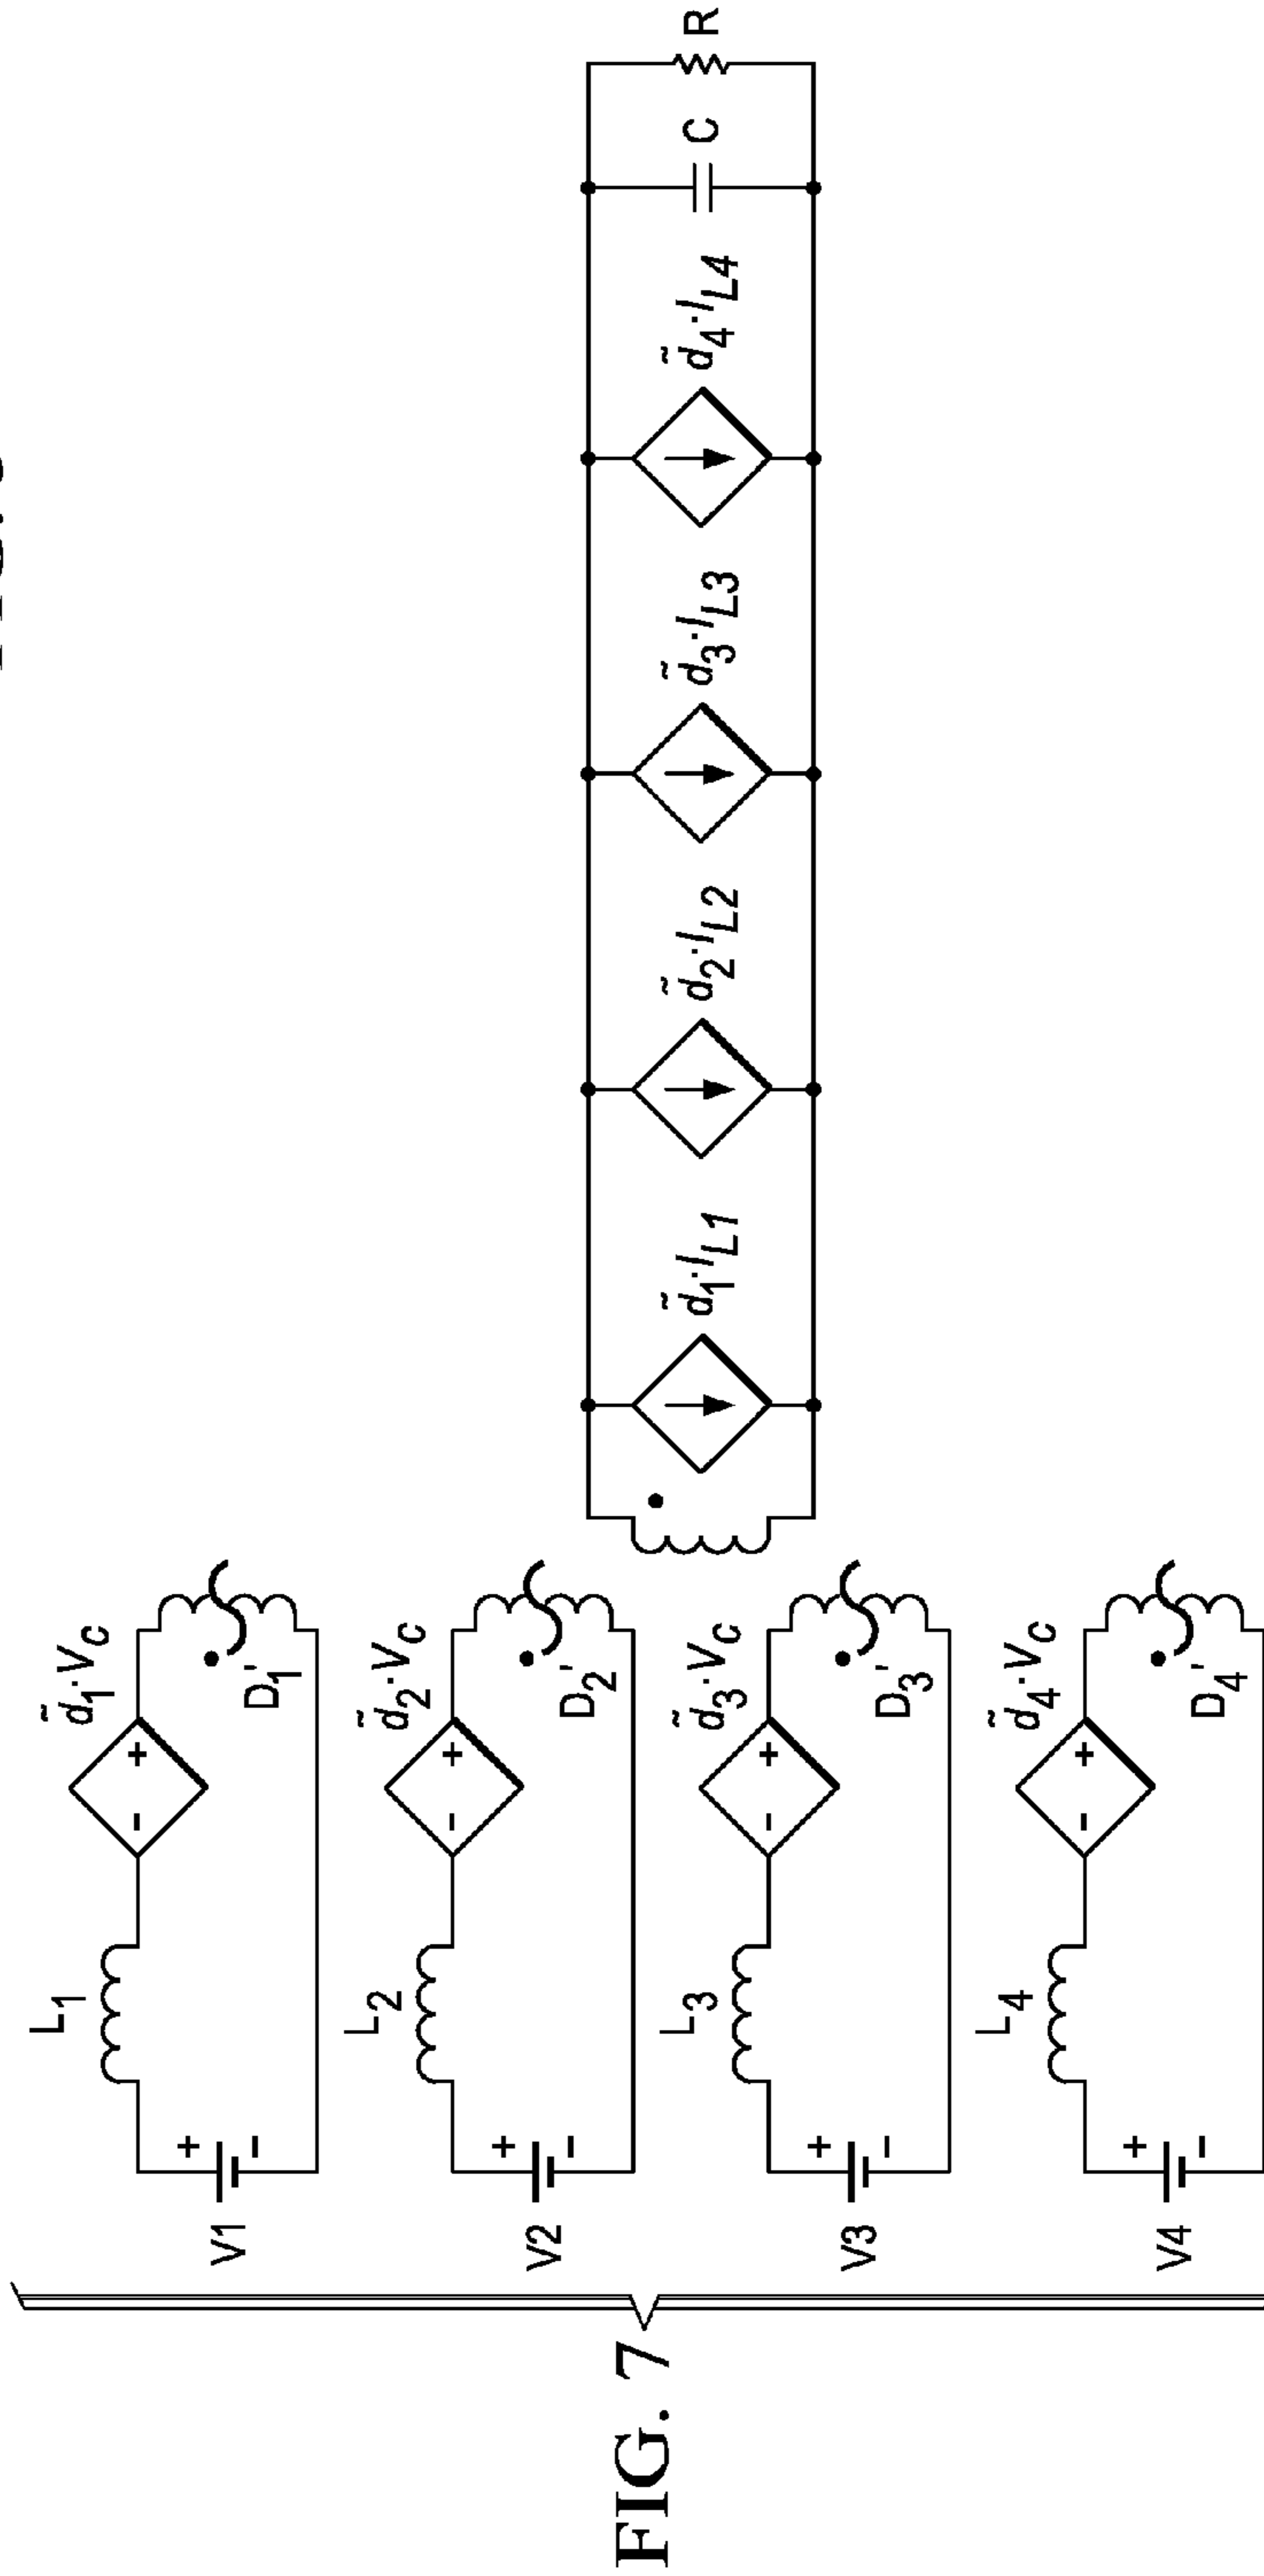 L1
d̃1·Vc
- +
+
V1
-
D1'
L2
d̃2·Vc
- +
+
V2
-
D2'
L3
d̃3·Vc
- +
+
V3
-
D3'
L4
d̃4·Vc
- +
+
V4
-
D4'
d̃1·IL1
d̃2·IL2
d̃3·IL3
d̃4·IL4
C
R
FIG. 7